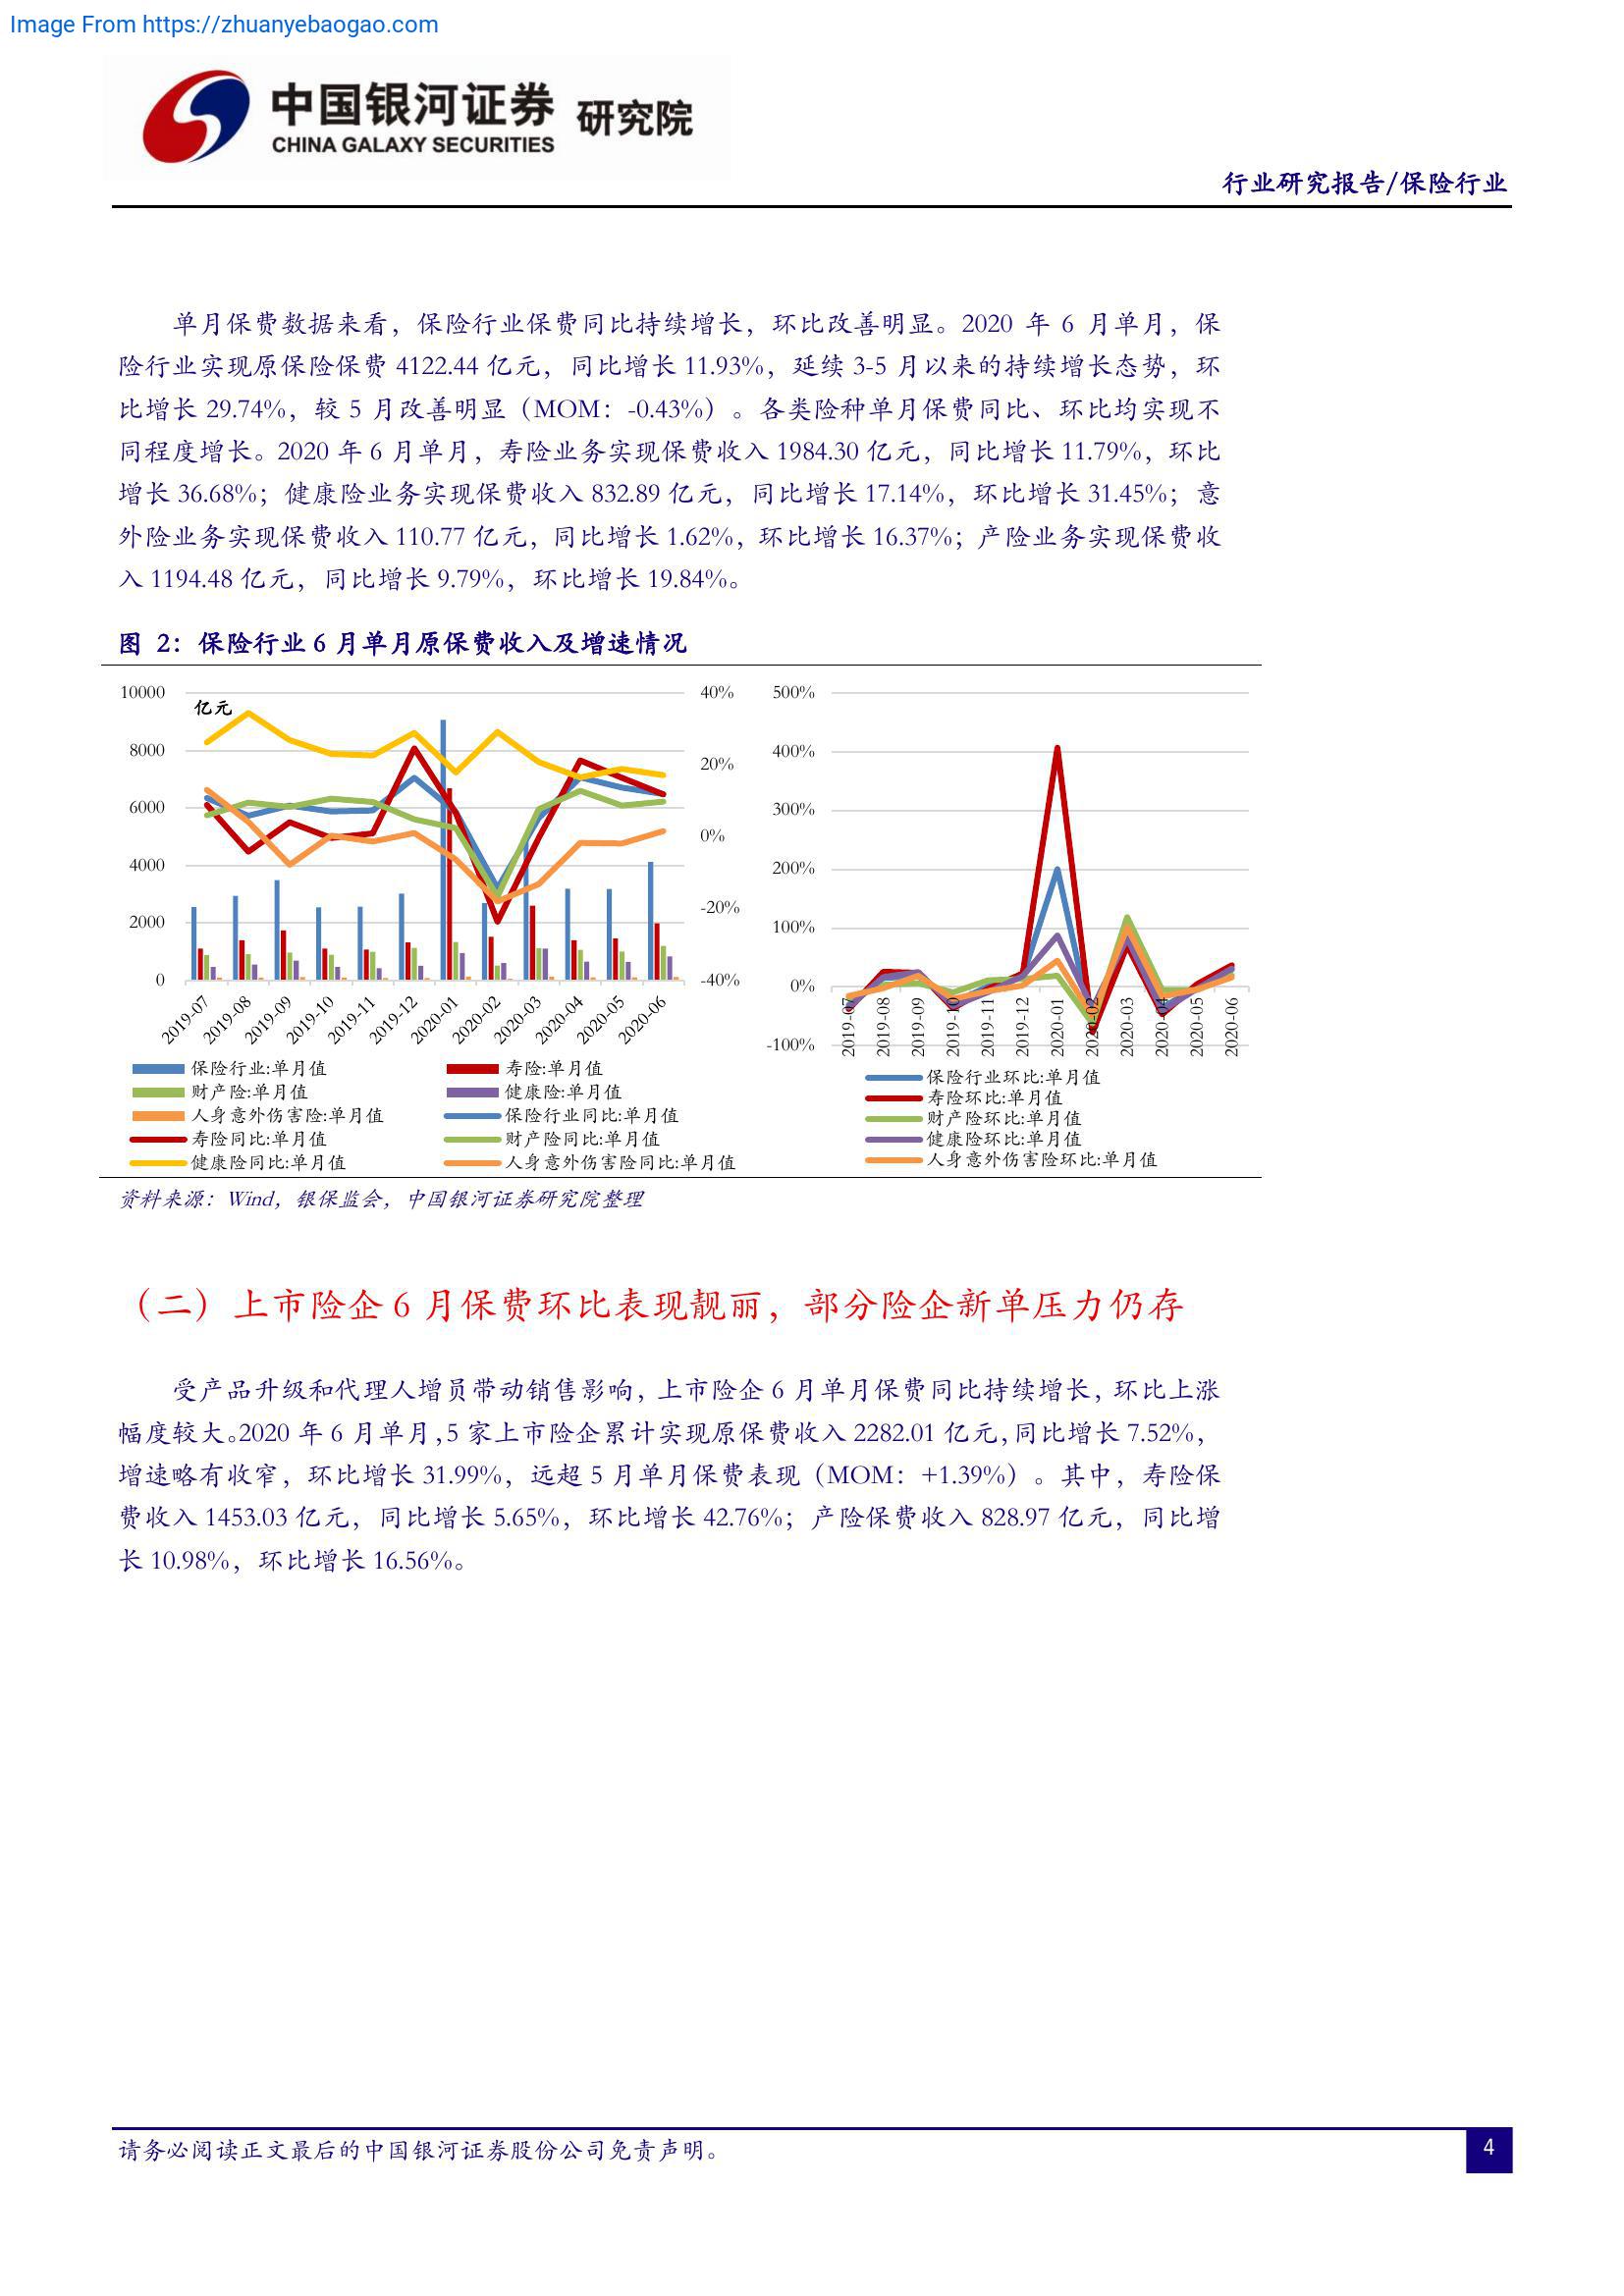 Image From https://zhuanyebaogao.com
中国银河证券 研究院
CHINA GALAXY SECURITIES
行业研究报告/保险行业
单月保费数据来看，保险行业保费同比持续增长，环比改善明显。2020 年 6 月单月，保
险行业实现原保险保费 4122.44 亿元，同比增长 11.93%，延续 3-5 月以来的持续增长态势，环
比增长 29.74%，较 5 月改善明显（MOM：-0.43%）。各类险种单月保费同比、环比均实现不
同程度增长。2020 年 6 月单月，寿险业务实现保费收入 1984.30 亿元，同比增长 11.79%，环比
增长 36.68%；健康险业务实现保费收入 832.89 亿元，同比增长 17.14%，环比增长 31.45%；意
外险业务实现保费收入 110.77 亿元，同比增长 1.62%，环比增长 16.37%；产险业务实现保费收
入 1194.48 亿元，同比增长 9.79%，环比增长 19.84%。
图 2：保险行业 6 月单月原保费收入及增速情况
亿元
10000
8000
6000
4000
2000
0
40%
20%
0%
-20%
-40%
2019-07 2019-08 2019-09 2019-10 2019-11 2019-12 2020-01 2020-02 2020-03 2020-04 2020-05 2020-06
保险行业:单月值 寿险:单月值
财产险:单月值 健康险:单月值
人身意外伤害险:单月值 保险行业同比:单月值
寿险同比:单月值 财产险同比:单月值
健康险同比:单月值 人身意外伤害险同比:单月值
500%
400%
300%
200%
100%
0%
-100%
2019-07 2019-08 2019-09 2019-10 2019-11 2019-12 2020-01 2020-02 2020-03 2020-04 2020-05 2020-06
保险行业环比:单月值
寿险环比:单月值
财产险环比:单月值
健康险环比:单月值
人身意外伤害险环比:单月值
资料来源：Wind，银保监会，中国银河证券研究院整理
（二）上市险企 6 月保费环比表现靓丽，部分险企新单压力仍存
受产品升级和代理人增员带动销售影响，上市险企 6 月单月保费同比持续增长，环比上涨
幅度较大。2020 年 6 月单月，5 家上市险企累计实现原保费收入 2282.01 亿元，同比增长 7.52%，
增速略有收窄，环比增长 31.99%，远超 5 月单月保费表现（MOM：+1.39%）。其中，寿险保
费收入 1453.03 亿元，同比增长 5.65%，环比增长 42.76%；产险保费收入 828.97 亿元，同比增
长 10.98%，环比增长 16.56%。
请务必阅读正文最后的中国银河证券股份公司免责声明。
4